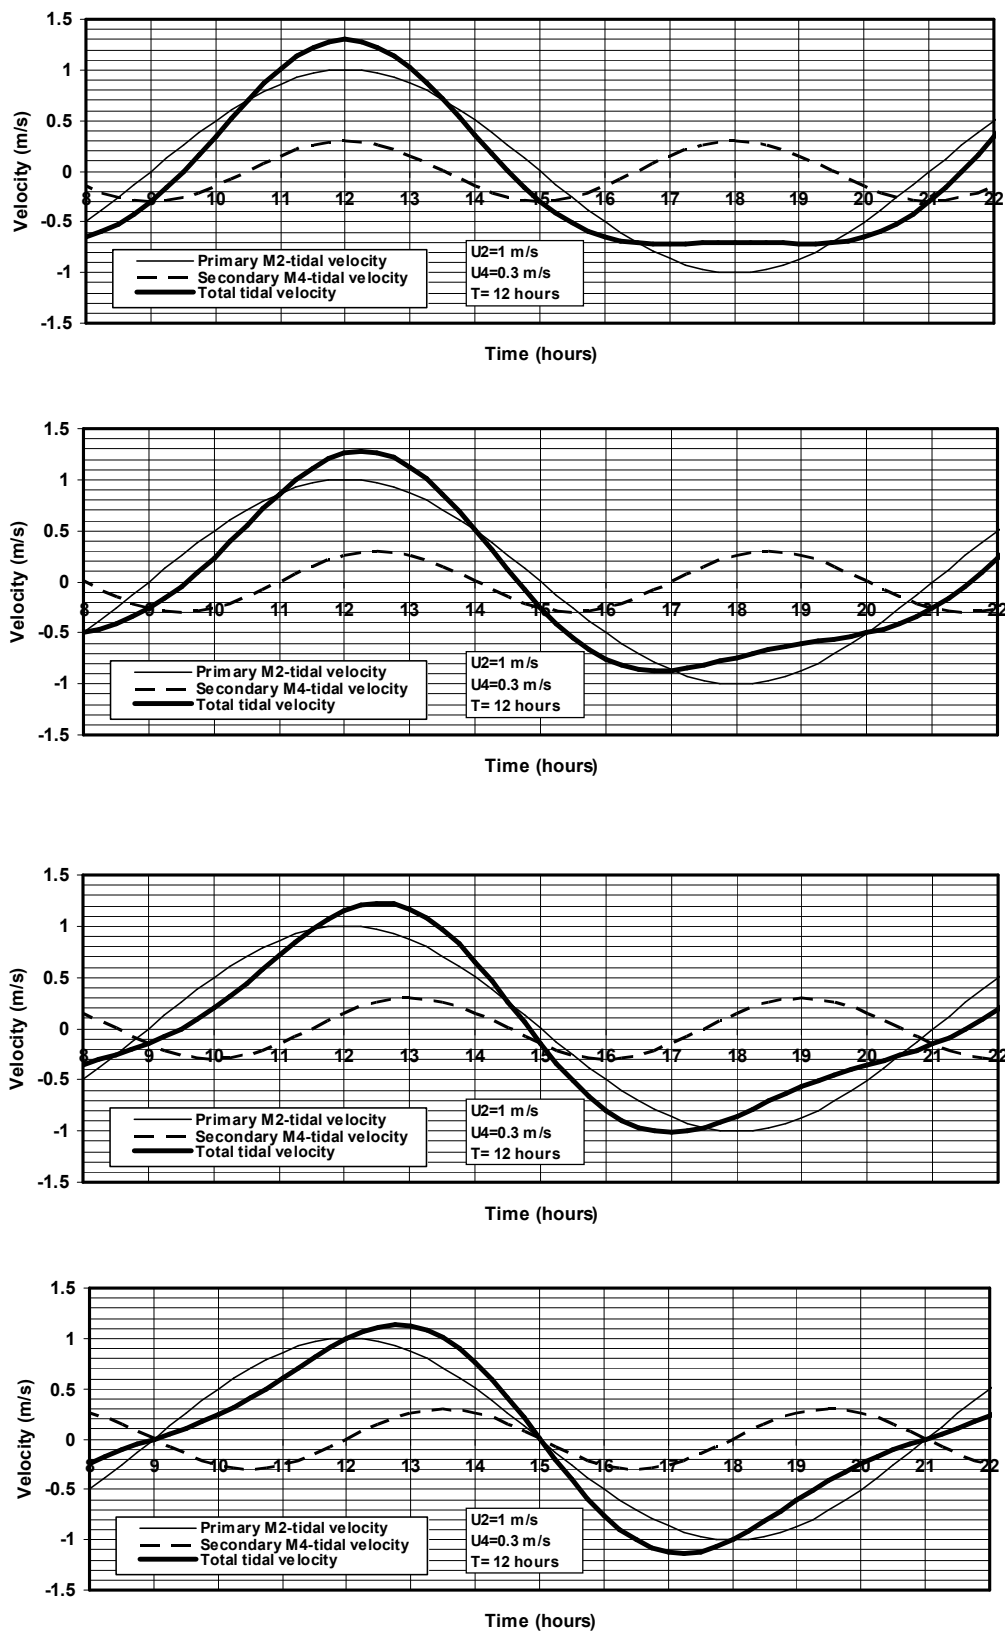 1.5
1
0.5
0
-0.5
-1
-1.5
Velocity (m/s)
8 9 10 11 12 13 14 15 16 17 18 19 20 21 22
Primary M2-tidal velocity
Secondary M4-tidal velocity
Total tidal velocity
U2=1 m/s
U4=0.3 m/s
T= 12 hours
Time (hours)
1.5
1
0.5
0
-0.5
-1
-1.5
Velocity (m/s)
8 9 10 11 12 13 14 15 16 17 18 19 20 21 22
Primary M2-tidal velocity
Secondary M4-tidal velocity
Total tidal velocity
U2=1 m/s
U4=0.3 m/s
T= 12 hours
Time (hours)
1.5
1
0.5
0
-0.5
-1
-1.5
Velocity (m/s)
8 9 10 11 12 13 14 15 16 17 18 19 20 21 22
Primary M2-tidal velocity
Secondary M4-tidal velocity
Total tidal velocity
U2=1 m/s
U4=0.3 m/s
T= 12 hours
Time (hours)
1.5
1
0.5
0
-0.5
-1
-1.5
Velocity (m/s)
8 9 10 11 12 13 14 15 16 17 18 19 20 21 22
Primary M2-tidal velocity
Secondary M4-tidal velocity
Total tidal velocity
U2=1 m/s
U4=0.3 m/s
T= 12 hours
Time (hours)